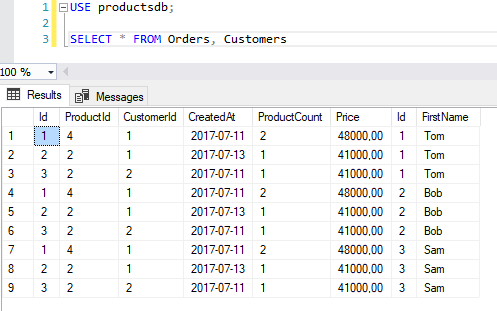 1 USE productsdb;
2
3 SELECT * FROM Orders, Customers
100 %
Results Messages
Id ProductId CustomerId CreatedAt ProductCount Price Id FirstName
1 1 4 1 2017-07-11 2 48000,00 1 Tom
2 2 2 1 2017-07-13 1 41000,00 1 Tom
3 3 2 2 2017-07-11 1 41000,00 1 Tom
4 1 4 1 2017-07-11 2 48000,00 2 Bob
5 2 2 1 2017-07-13 1 41000,00 2 Bob
6 3 2 2 2017-07-11 1 41000,00 2 Bob
7 1 4 1 2017-07-11 2 48000,00 3 Sam
8 2 2 1 2017-07-13 1 41000,00 3 Sam
9 3 2 2 2017-07-11 1 41000,00 3 Sam